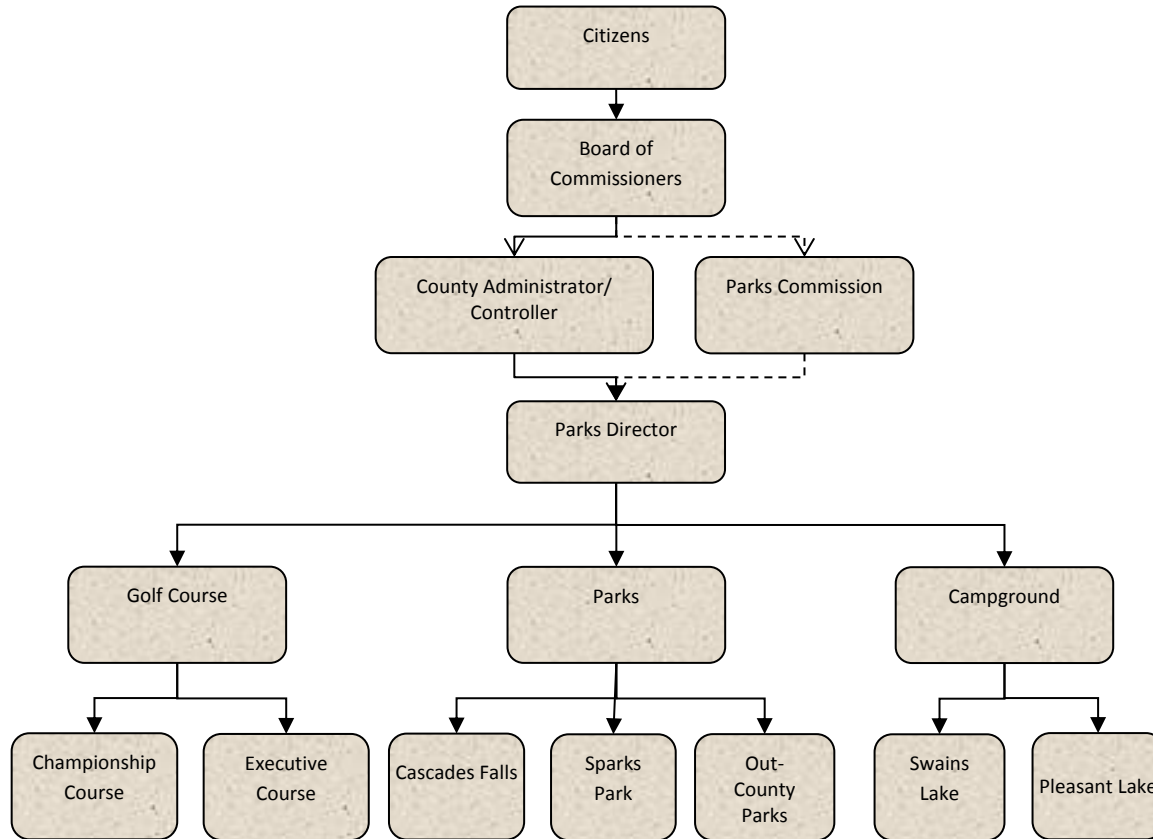 Citizens
Board of
Commissioners
County Administrator/
Controller
Parks Commission
Parks Director
Golf Course
Parks
Campground
Championship
Course
Executive
Course
Cascades Falls
Sparks
Park
Out-
County
Parks
Swains
Lake
Pleasant Lake